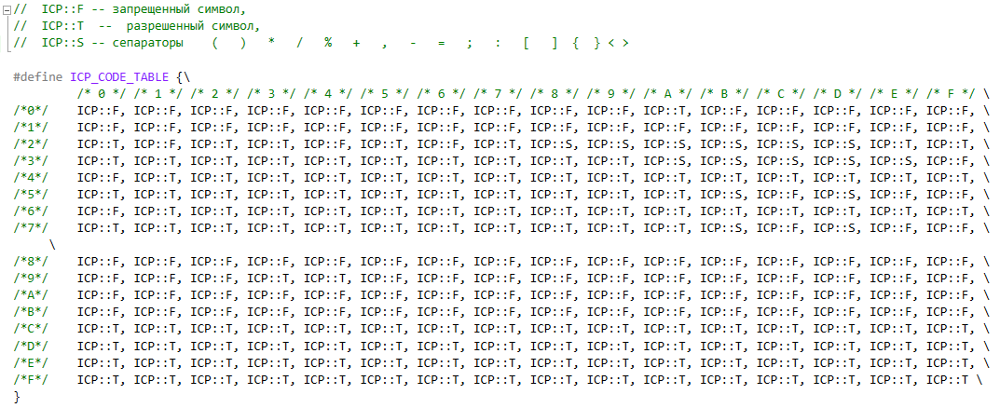 // ICP::F -- запрещенный символ,
// ICP::T -- разрешенный символ,
// ICP::S -- сепараторы ( ) * / % + , - = ; : [ ] { } < >
#define ICP_CODE_TABLE {\
/* 0 */ /* 1 */ /* 2 */ /* 3 */ /* 4 */ /* 5 */ /* 6 */ /* 7 */ /* 8 */ /* 9 */ /* A */ /* B */ /* C */ /* D */ /* E */ /* F */ \
/*0*/ ICP::F, ICP::F, ICP::F, ICP::F, ICP::F, ICP::F, ICP::F, ICP::F, ICP::F, ICP::F, ICP::T, ICP::F, ICP::F, ICP::F, ICP::F, ICP::F, \
/*1*/ ICP::F, ICP::F, ICP::F, ICP::F, ICP::F, ICP::F, ICP::F, ICP::F, ICP::F, ICP::F, ICP::F, ICP::F, ICP::F, ICP::F, ICP::F, ICP::F, \
/*2*/ ICP::T, ICP::F, ICP::T, ICP::T, ICP::F, ICP::T, ICP::F, ICP::T, ICP::S, ICP::S, ICP::S, ICP::S, ICP::S, ICP::S, ICP::T, ICP::T, \
/*3*/ ICP::T, ICP::T, ICP::T, ICP::T, ICP::T, ICP::T, ICP::T, ICP::T, ICP::T, ICP::T, ICP::S, ICP::S, ICP::S, ICP::S, ICP::S, ICP::F, \
/*4*/ ICP::F, ICP::T, ICP::T, ICP::T, ICP::T, ICP::T, ICP::T, ICP::T, ICP::T, ICP::T, ICP::T, ICP::T, ICP::T, ICP::T, ICP::T, ICP::T, \
/*5*/ ICP::T, ICP::T, ICP::T, ICP::T, ICP::T, ICP::T, ICP::T, ICP::T, ICP::T, ICP::T, ICP::T, ICP::S, ICP::F, ICP::S, ICP::F, ICP::F, \
/*6*/ ICP::F, ICP::T, ICP::T, ICP::T, ICP::T, ICP::T, ICP::T, ICP::T, ICP::T, ICP::T, ICP::T, ICP::T, ICP::T, ICP::T, ICP::T, ICP::T, \
/*7*/ ICP::T, ICP::T, ICP::T, ICP::T, ICP::T, ICP::T, ICP::T, ICP::T, ICP::T, ICP::T, ICP::T, ICP::S, ICP::F, ICP::S, ICP::F, ICP::F, \
\
/*8*/ ICP::F, ICP::F, ICP::F, ICP::F, ICP::F, ICP::F, ICP::F, ICP::F, ICP::F, ICP::F, ICP::F, ICP::F, ICP::F, ICP::F, ICP::F, ICP::F, \
/*9*/ ICP::F, ICP::F, ICP::F, ICP::T, ICP::F, ICP::F, ICP::F, ICP::F, ICP::F, ICP::F, ICP::F, ICP::F, ICP::F, ICP::F, ICP::F, ICP::F, \
/*A*/ ICP::F, ICP::F, ICP::F, ICP::F, ICP::F, ICP::F, ICP::F, ICP::F, ICP::F, ICP::F, ICP::F, ICP::F, ICP::F, ICP::F, ICP::F, ICP::F, \
/*B*/ ICP::F, ICP::F, ICP::F, ICP::F, ICP::F, ICP::F, ICP::F, ICP::F, ICP::F, ICP::F, ICP::F, ICP::F, ICP::F, ICP::F, ICP::F, ICP::F, \
/*C*/ ICP::T, ICP::T, ICP::T, ICP::T, ICP::T, ICP::T, ICP::T, ICP::T, ICP::T, ICP::T, ICP::T, ICP::T, ICP::T, ICP::T, ICP::T, ICP::T, \
/*D*/ ICP::T, ICP::T, ICP::T, ICP::T, ICP::T, ICP::T, ICP::T, ICP::T, ICP::T, ICP::T, ICP::T, ICP::T, ICP::T, ICP::T, ICP::T, ICP::T, \
/*E*/ ICP::T, ICP::T, ICP::T, ICP::T, ICP::T, ICP::T, ICP::T, ICP::T, ICP::T, ICP::T, ICP::T, ICP::T, ICP::T, ICP::T, ICP::T, ICP::T, \
/*F*/ ICP::T, ICP::T, ICP::T, ICP::T, ICP::T, ICP::T, ICP::T, ICP::T, ICP::T, ICP::T, ICP::T, ICP::T, ICP::T, ICP::T, ICP::T, ICP::T \
}